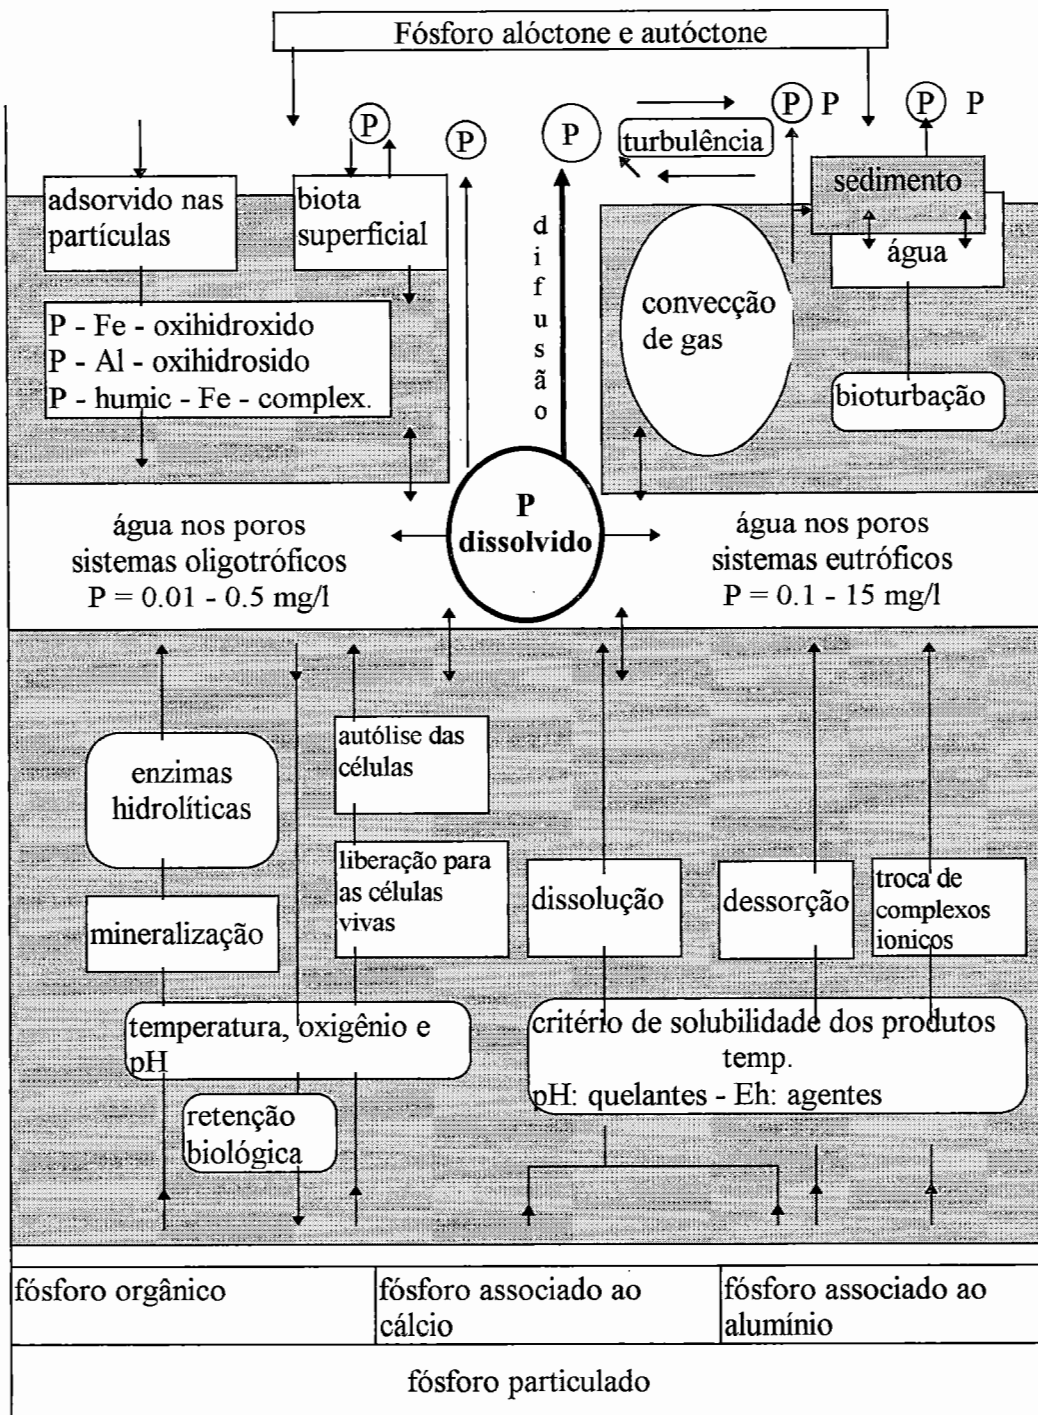 Fósforo alóctone e autóctone
P
P
P
turbulência
P P
P P
adsorvido nas
partículas
biota
superficial
difusão
sedimento
água
convecção
de gas
P - Fe - oxihidroxido
P - Al - oxihidrosido
P - humic - Fe - complex.
bioturbação
P
dissolvido
água nos poros
sistemas oligotróficos
P = 0.01 - 0.5 mg/l
água nos poros
sistemas eutróficos
P = 0.1 - 15 mg/l
enzimas
hidrolíticas
autólise das
células
liberação para
as células
vivas
mineralização
dissolução
dessorção
troca de
complexos
ionicos
temperatura, oxigênio e
pH
critério de solubilidade dos produtos
temp.
pH: quelantes - Eh: agentes
retenção
biológica
fósforo orgânico
fósforo associado ao
cálcio
fósforo associado ao
alumínio
fósforo particulado